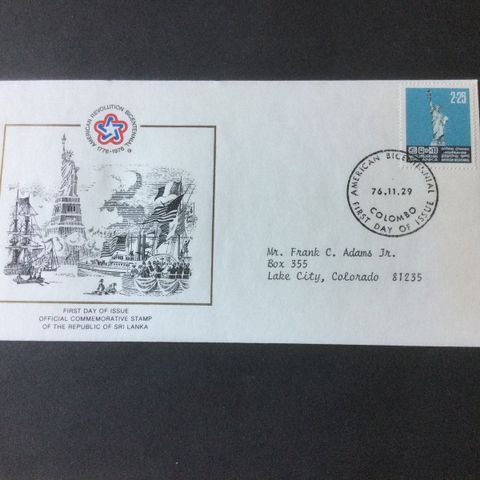 AMERICAN REVOLUTION BICENTENNIAL
1776-1976
2-25
AMERICAN BICENTENNIAL
76.11.29
COLOMBO
FIRST DAY OF ISSUE
Mr. Frank C. Adams Jr.
Box 355
Lake City, Colorado 81235
FIRST DAY OF ISSUE
OFFICIAL COMMEMORATIVE STAMP
OF THE REPUBLIC OF SRI LANKA